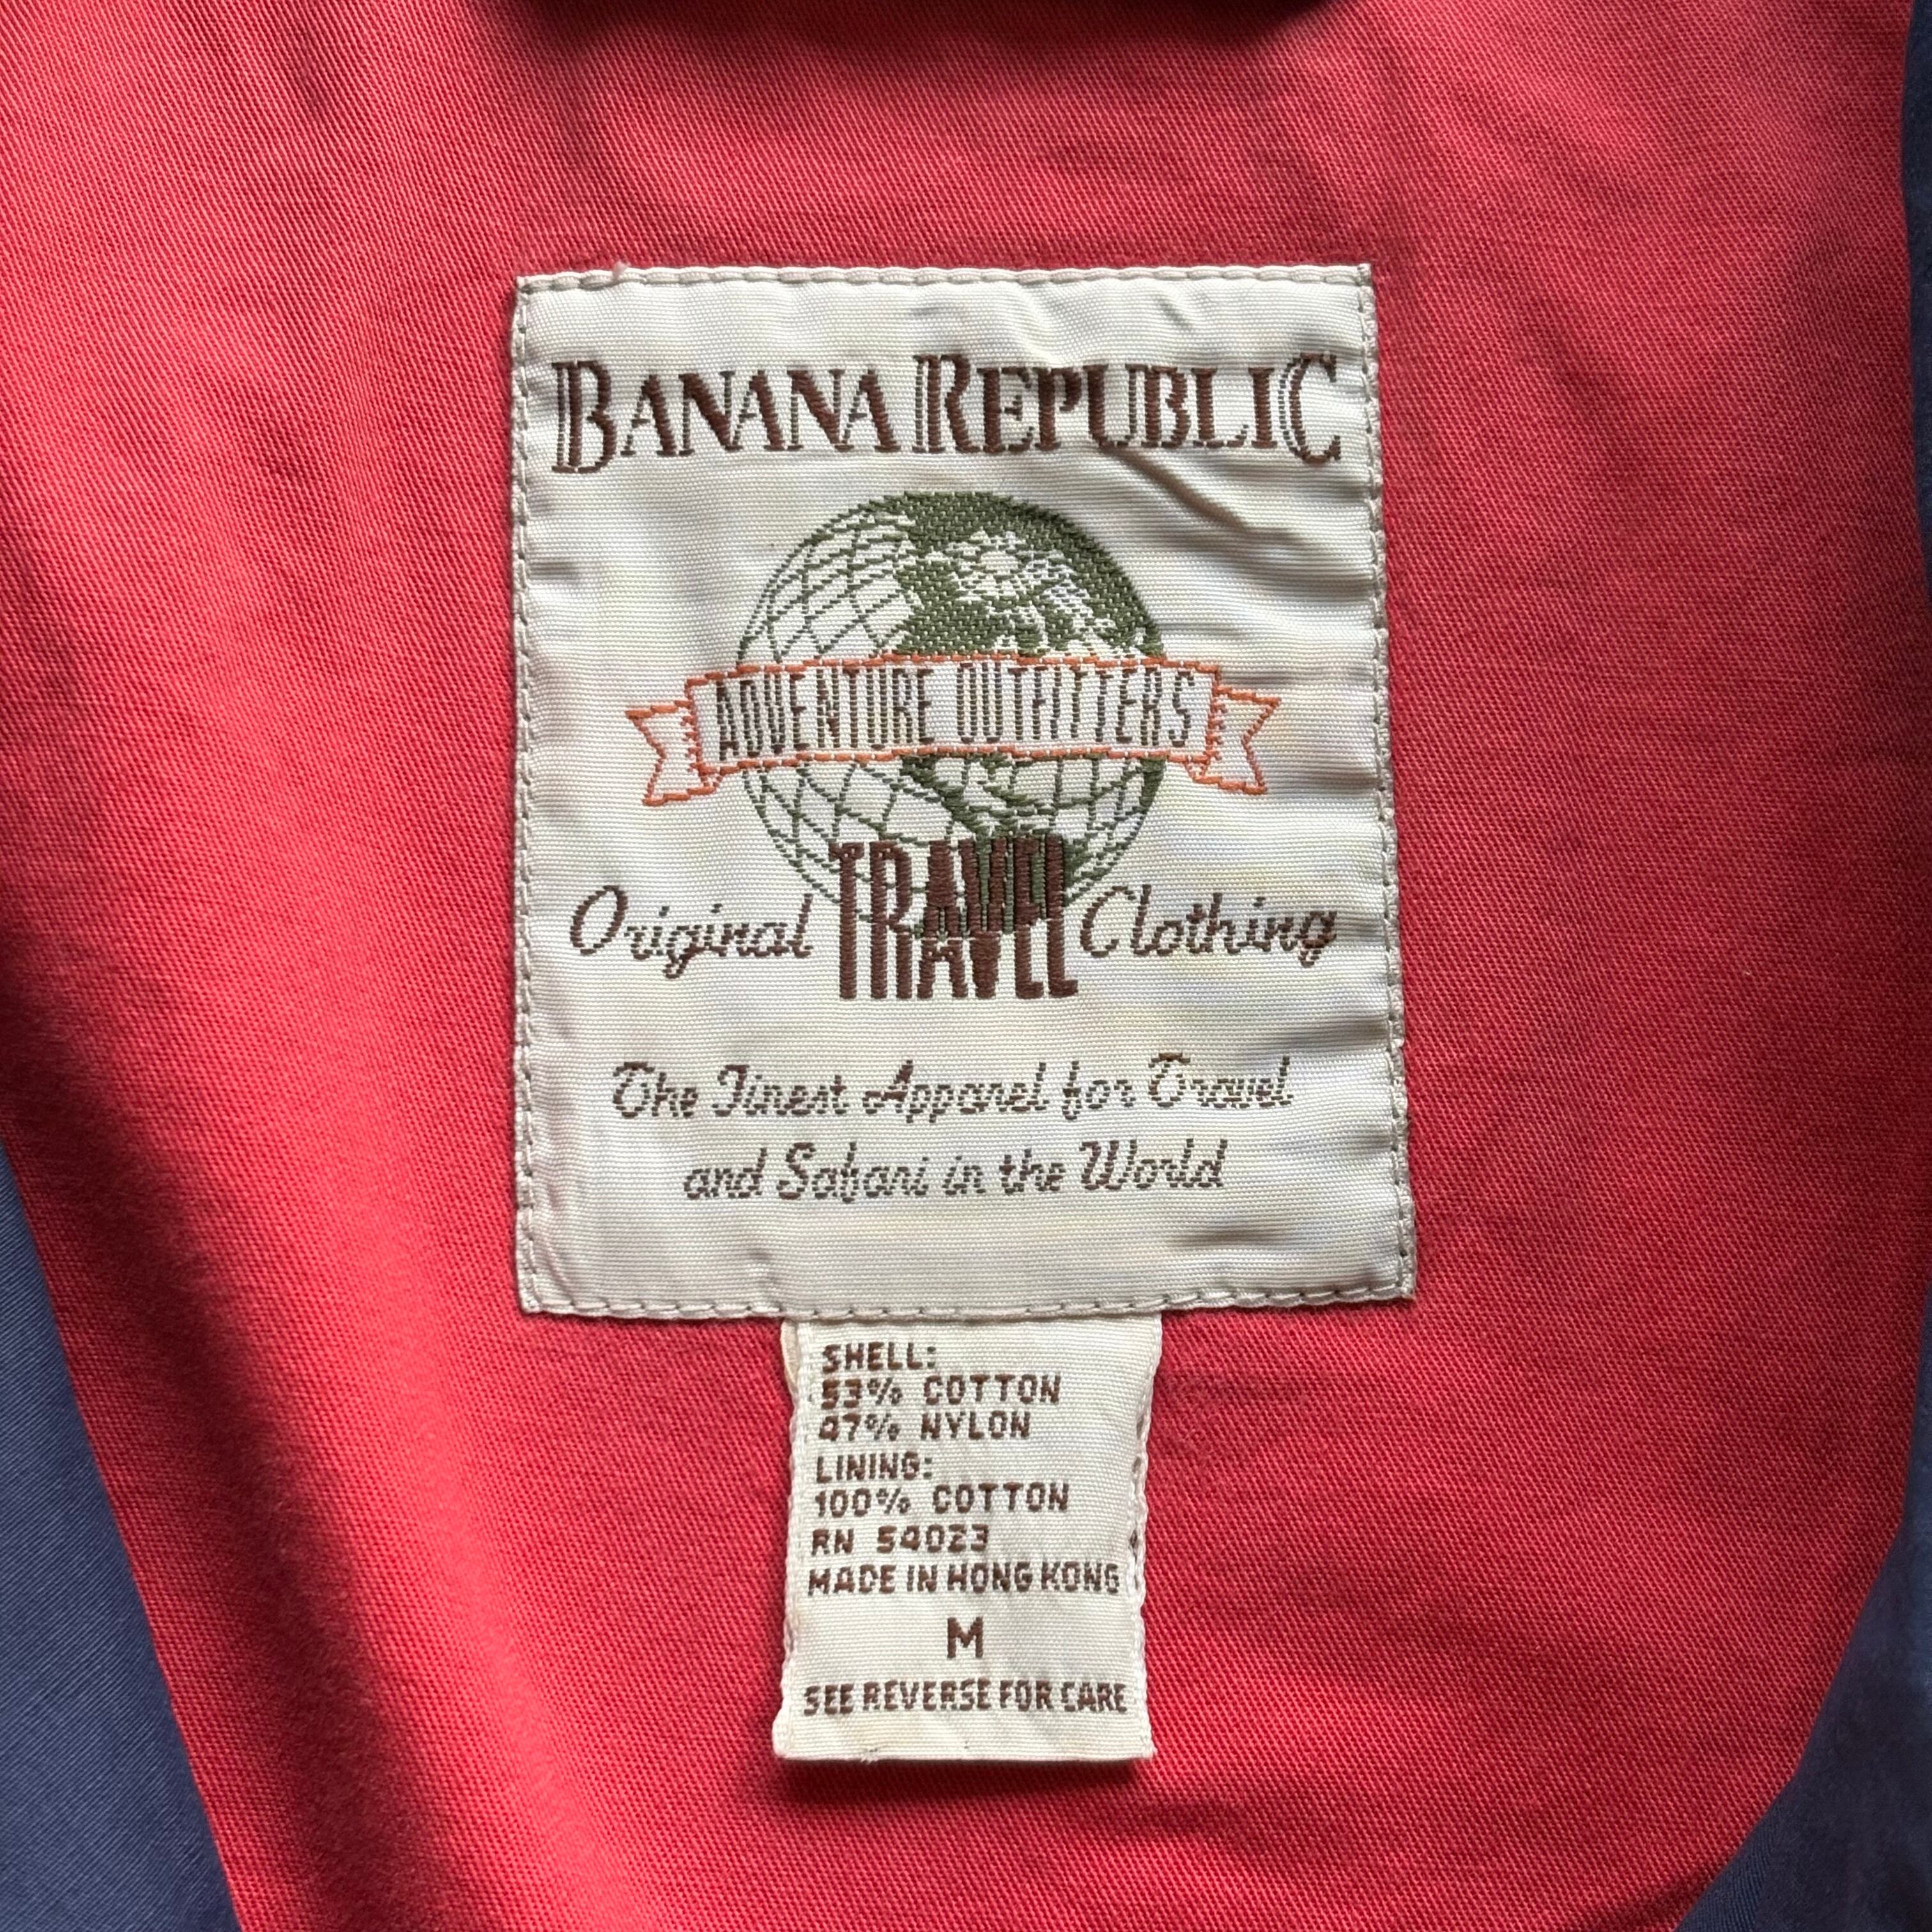 BANANA REPUBLIC
ADVENTURE OUTFITTERS
Original TRAVEL Clothing
The Finest Apparel for Travel
and Safari in the World
SHELL:
53% COTTON
47% NYLON
LINING:
100% COTTON
RN 54023
MADE IN HONG KONG
M
SEE REVERSE FOR CARE